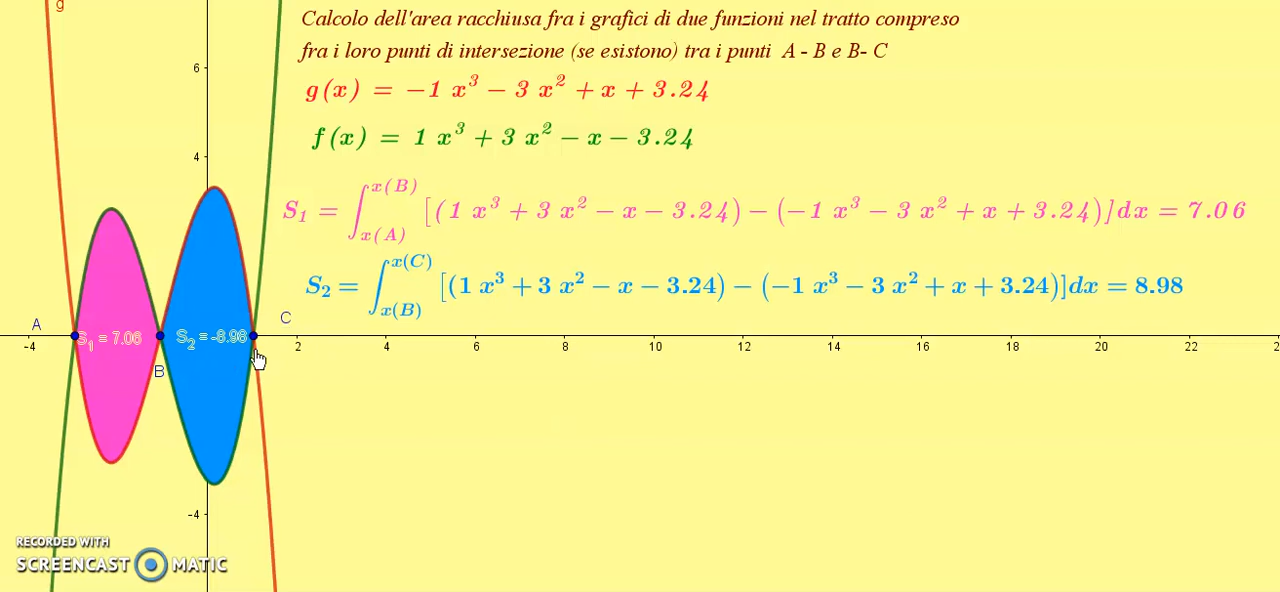 g
Calcolo dell'area racchiusa fra i grafici di due funzioni nel tratto compreso
fra i loro punti di intersezione (se esistono) tra i punti A - B e B- C
g(x) = −1 x³ − 3 x² + x + 3.24
f(x) = 1 x³ + 3 x² − x − 3.24
S₁ = ∫_{x(A)}^{x(B)} [(1 x³ + 3 x² − x − 3.24) − (−1 x³ − 3 x² + x + 3.24)]dx = 7.06
S₂ = ∫_{x(B)}^{x(C)} [(1 x³ + 3 x² − x − 3.24) − (−1 x³ − 3 x² + x + 3.24)]dx = 8.98
6
4
A C
S₁ = 7.06 S₂ = -8.98
-4 2 4 6 8 10 12 14 16 18 20 22 2
B
-4
RECORDED WITH
SCREENCAST MATIC